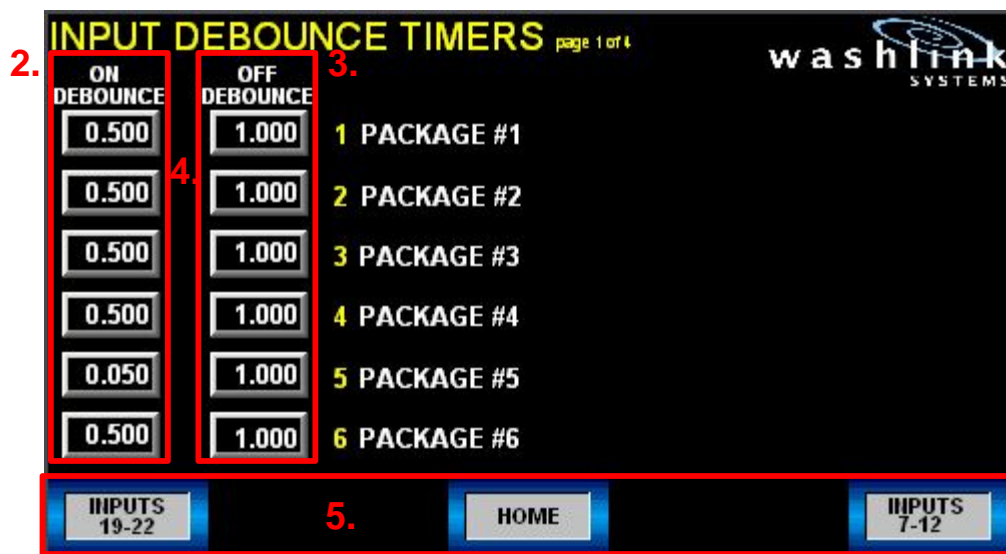 INPUT DEBOUNCE TIMERS page 1 of 4
washlink
SYSTEMS
2.
ON
DEBOUNCE
OFF
DEBOUNCE
3.
0.500 1.000 1 PACKAGE #1
4.
0.500 1.000 2 PACKAGE #2
0.500 1.000 3 PACKAGE #3
0.500 1.000 4 PACKAGE #4
0.050 1.000 5 PACKAGE #5
0.500 1.000 6 PACKAGE #6
INPUTS
19-22
5.
HOME
INPUTS
7-12